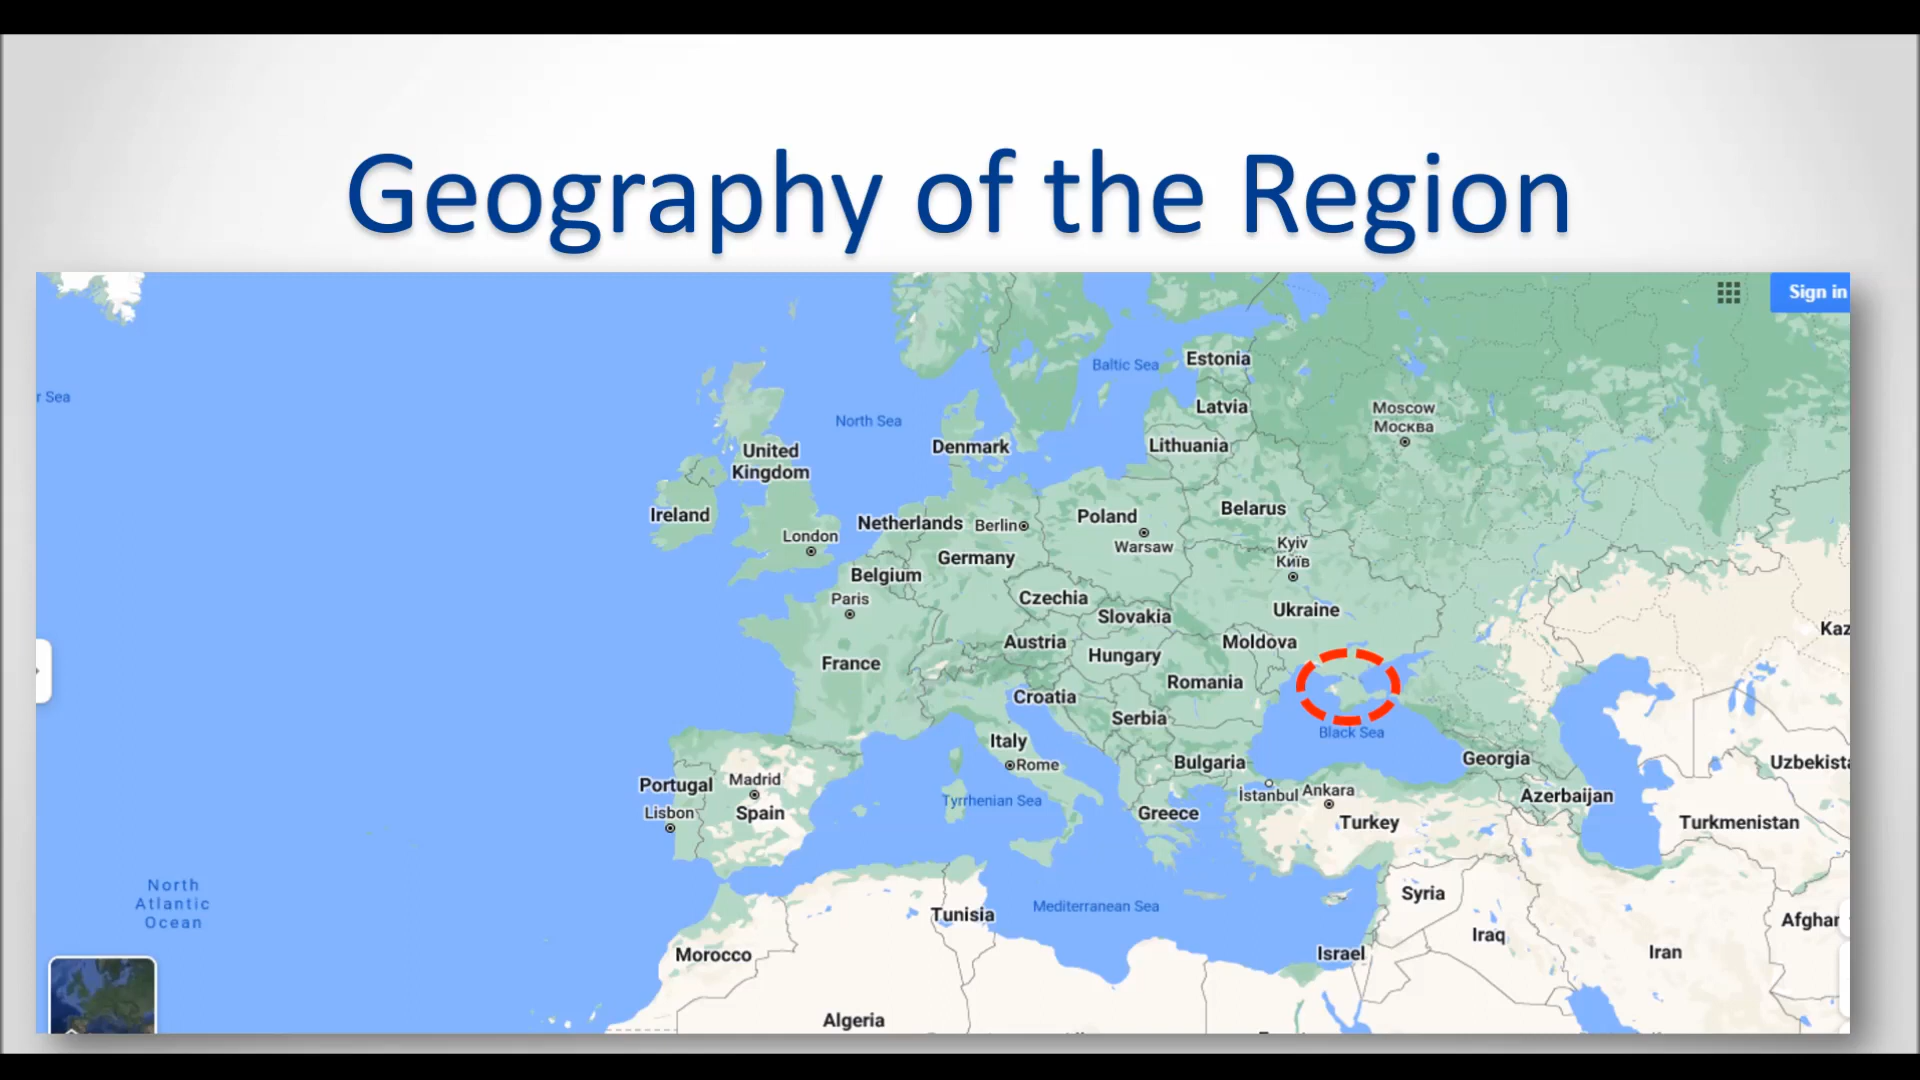 Geography of the Region
Sign in
r Sea
Baltic Sea
Estonia
Latvia
Moscow
Москва
North Sea
Denmark
Lithuania
United
Kingdom
Ireland
Netherlands
Berlin
Poland
Belarus
London
Warsaw
Kyiv
Київ
Germany
Belgium
Paris
Czechia
Slovakia
Ukraine
Kaz
Austria
Hungary
Moldova
France
Croatia
Romania
Serbia
Black Sea
Italy
Rome
Bulgaria
Georgia
Uzbekist
Portugal
Madrid
Lisbon
Spain
Tyrrhenian Sea
Greece
İstanbul
Ankara
Azerbaijan
Turkey
Turkmenistan
North
Atlantic
Ocean
Syria
Tunisia
Mediterranean Sea
Afghan
Morocco
Israel
Iraq
Iran
Algeria